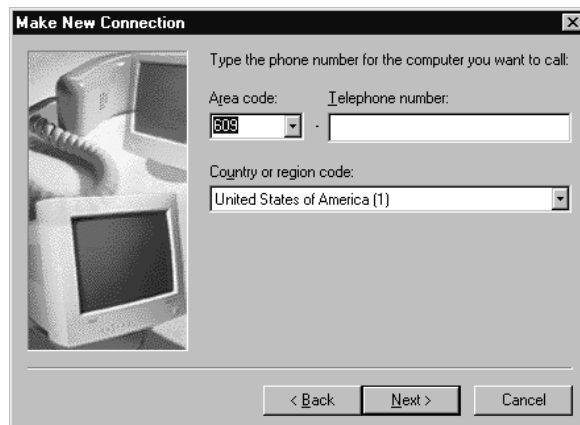 Make New Connection
Type the phone number for the computer you want to call:
Area code: Telephone number:
609 -
Country or region code:
United States of America (1)
< Back Next > Cancel